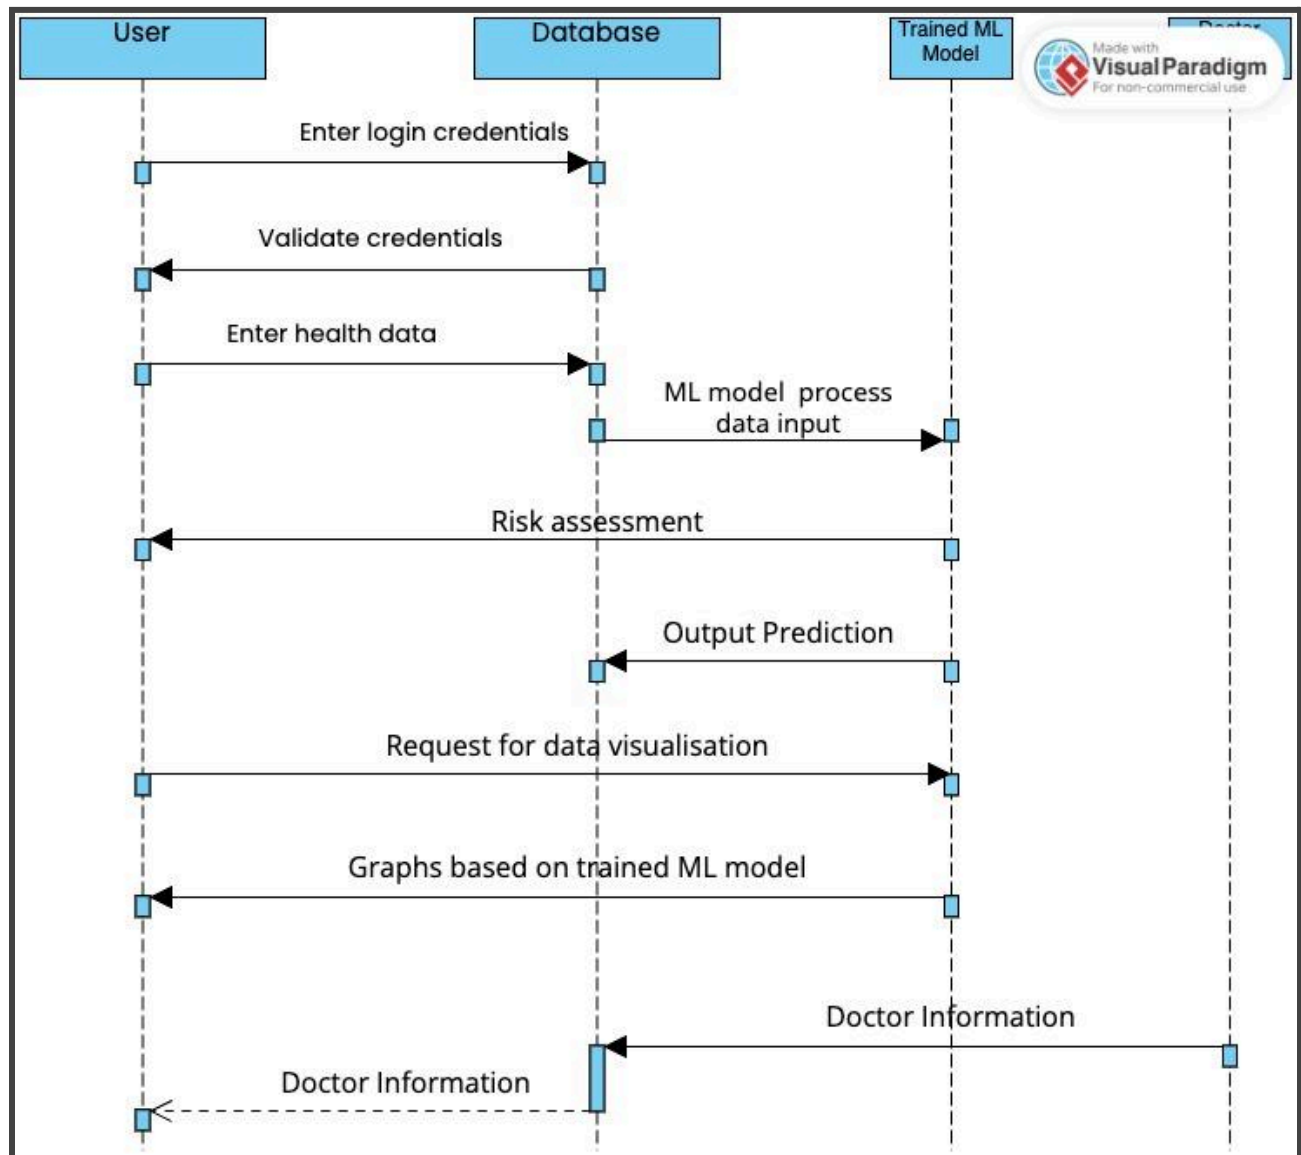 User
Database
Trained ML
Model
Made with
Visual Paradigm
For non-commercial use
Enter login credentials
Validate credentials
Enter health data
ML model process
data input
Risk assessment
Output Prediction
Request for data visualisation
Graphs based on trained ML model
Doctor Information
Doctor Information